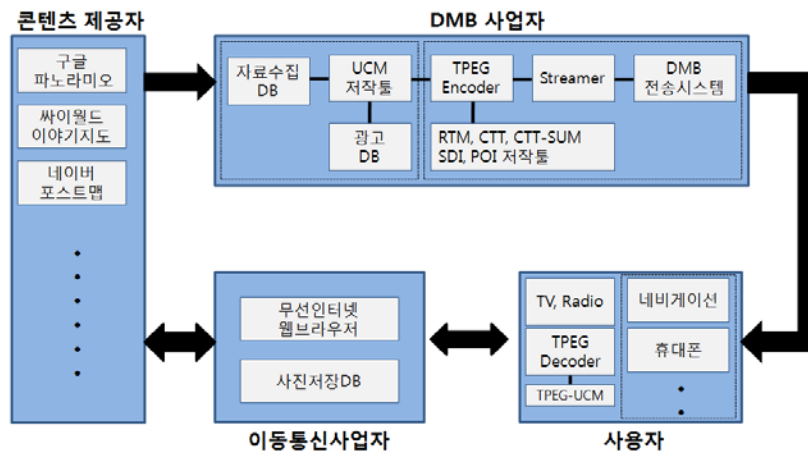 콘텐츠 제공자
구글
파노라미오
싸이월드
이야기지도
네이버
포스트맵
DMB 사업자
자료수집
DB
UCM
저작툴
광고
DB
TPEG
Encoder
Streamer
DMB
전송시스템
RTM, CTT, CTT-SUM
SDI, POI 저작툴
무선인터넷
웹브라우저
사진저장DB
이동통신사업자
TV, Radio
TPEG
Decoder
TPEG-UCM
네비게이션
휴대폰
사용자